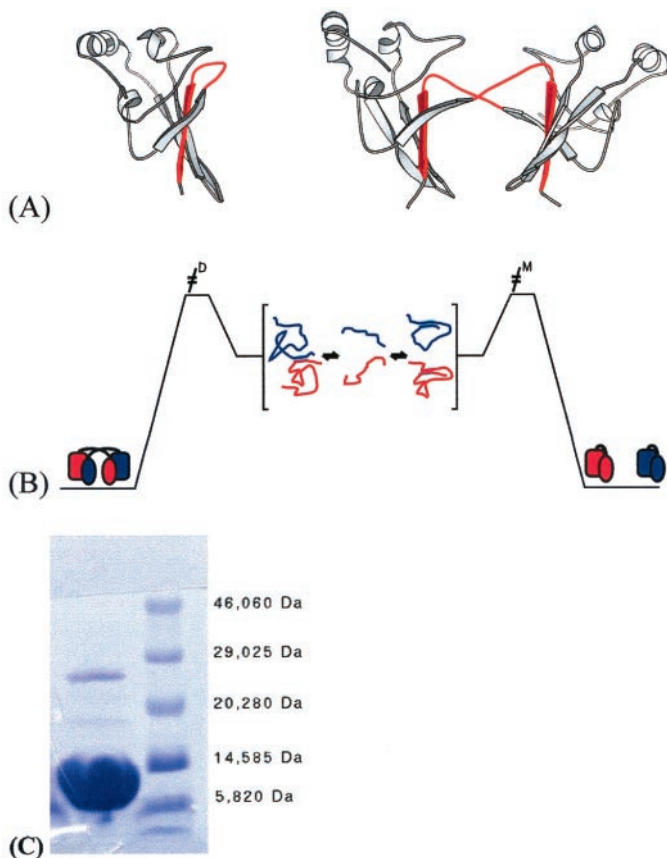 (A)
≠D
≠M
(B)
46,060 Da
29,025 Da
20,280 Da
14,585 Da
5,820 Da
(C)